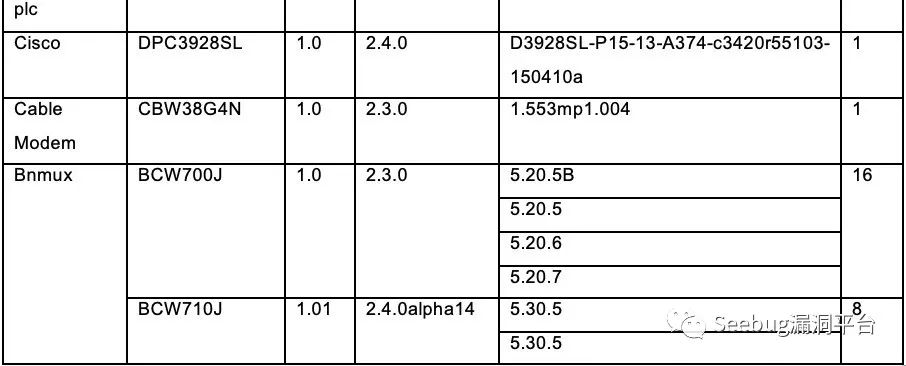 plc
Cisco DPC3928SL 1.0 2.4.0 D3928SL-P15-13-A374-c3420r55103- 1
150410a
Cable CBW38G4N 1.0 2.3.0 1.553mp1.004 1
Modem
Bnmux BCW700J 1.0 2.3.0 5.20.5B 16
5.20.5
5.20.6
5.20.7
BCW710J 1.01 2.4.0alpha14 5.30.5 8
5.30.5
Seebug漏洞平台